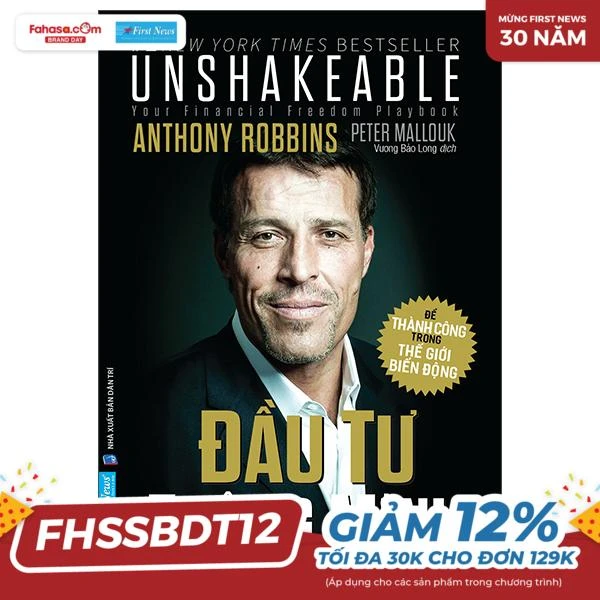 Fahasa.com
BRAND DAY
First News
MỪNG FIRST NEWS
30 NĂM
NEW YORK TIMES BESTSELLER
UNSHAKEABLE
Your Financial Freedom Playbook
ANTHONY ROBBINS
PETER MALLOUK
Vương Bảo Long dịch
ĐỂ
THÀNH CÔNG
TRONG
THẾ GIỚI
BIẾN ĐỘNG
NHÀ XUẤT BẢN DÂN TRÍ
ĐẦU TƯ
News
FHSSBDT12
GIẢM 12%
TỐI ĐA 30K CHO ĐƠN 129K
(Áp dụng cho các sản phẩm trong chương trình)